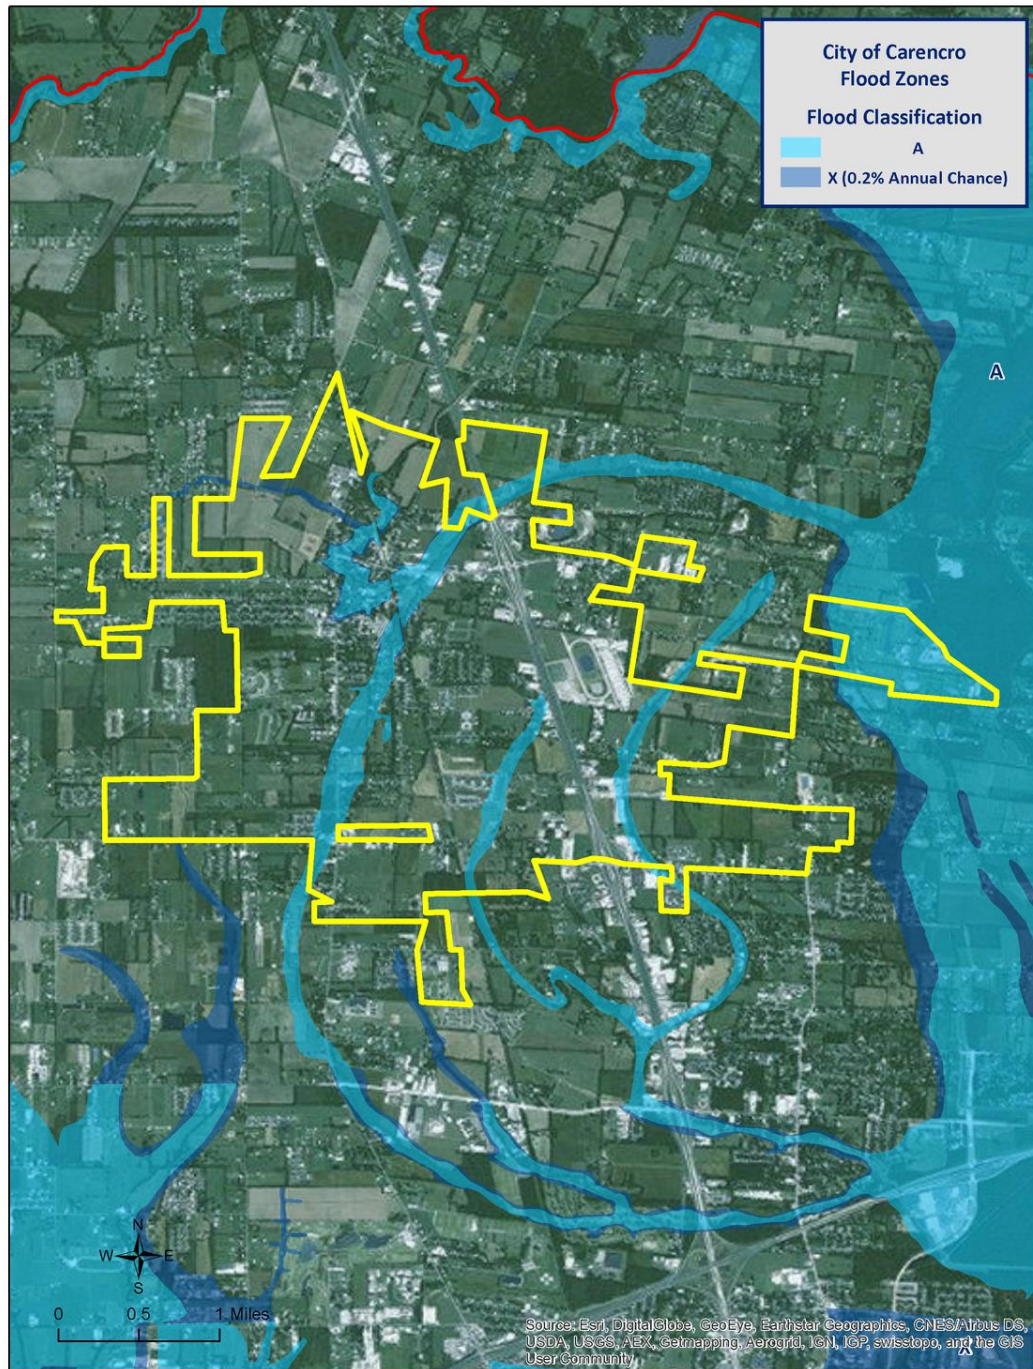 City of Carencro
Flood Zones
Flood Classification
A
X (0.2% Annual Chance)
A
N
W E
S
0 0.5 1 Miles
Source: Esri, DigitalGlobe, GeoEye, Earthstar Geographics, CNES/Airbus DS,
USDA, USGS, AEX, Getmapping, Aerogrid, IGN, IGP, swisstopo, and the GIS
User Community
A